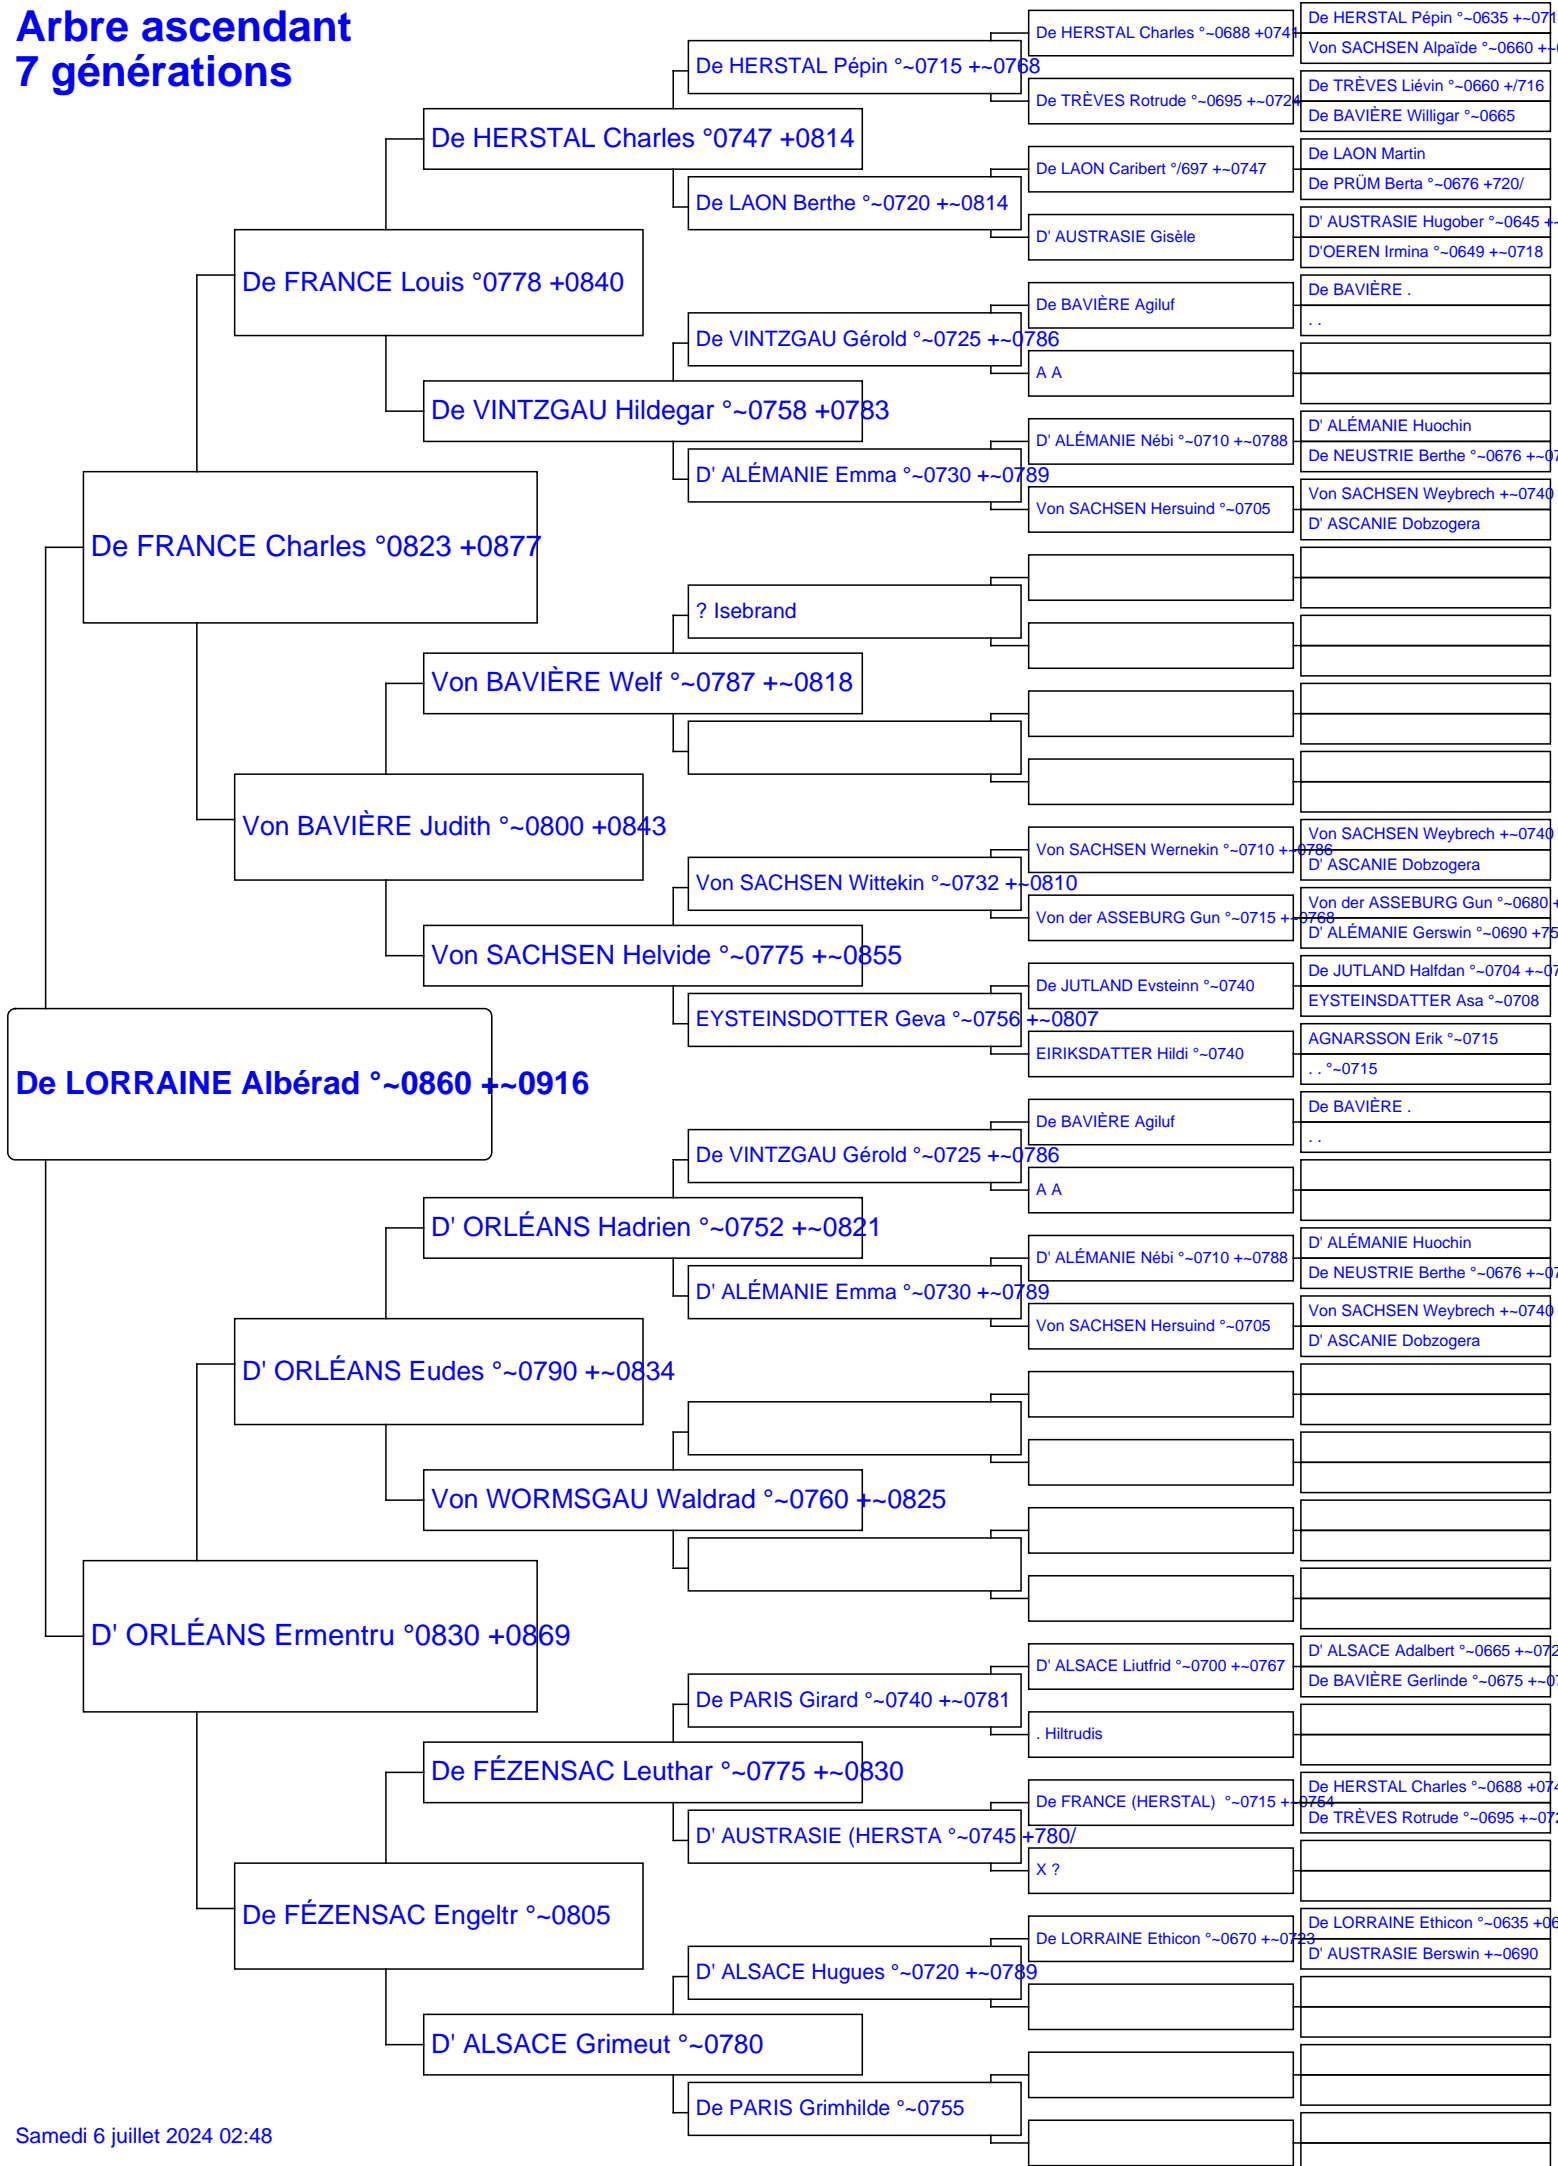 Arbre ascendant
7 générations
De HERSTAL Pépin °~0635 +~071
De HERSTAL Charles °~0688 +0741
Von SACHSEN Alpaïde °~0660 +~
De HERSTAL Pépin °~0715 +~0768
De TRÈVES Liévin °~0660 +/716
De TRÈVES Rotrude °~0695 +~0724
De BAVIÈRE Willigar °~0665
De HERSTAL Charles °0747 +0814
De LAON Martin
De LAON Caribert °/697 +~0747
De PRÜM Berta °~0676 +720/
De LAON Berthe °~0720 +~0814
D' AUSTRASIE Hugober °~0645 +~
D' AUSTRASIE Gisèle
D'OEREN Irmina °~0649 +~0718
De FRANCE Louis °0778 +0840
De BAVIÈRE .
De BAVIÈRE Agiluf
. .
De VINTZGAU Gérold °~0725 +~0786
A A
De VINTZGAU Hildegar °~0758 +0783
D' ALÉMANIE Huochin
D' ALÉMANIE Nébi °~0710 +~0788
De NEUSTRIE Berthe °~0676 +~07
D' ALÉMANIE Emma °~0730 +~0789
Von SACHSEN Weybrech +~0740
Von SACHSEN Hersuind °~0705
D' ASCANIE Dobzogera
De FRANCE Charles °0823 +0877
? Isebrand
Von BAVIÈRE Welf °~0787 +~0818
Von BAVIÈRE Judith °~0800 +0843
Von SACHSEN Weybrech +~0740
Von SACHSEN Wernekin °~0710 +~0786
D' ASCANIE Dobzogera
Von SACHSEN Wittekin °~0732 +~0810
Von der ASSEBURG Gun °~0680 +
Von der ASSEBURG Gun °~0715 +~0768
D' ALÉMANIE Gerswin °~0690 +75
Von SACHSEN Helvide °~0775 +~0855
De JUTLAND Halfdan °~0704 +~07
De JUTLAND Evsteinn °~0740
EYSTEINSDATTER Asa °~0708
EYSTEINSDOTTER Geva °~0756 +~0807
AGNARSSON Erik °~0715
EIRIKSDATTER Hildi °~0740
. . °~0715
De LORRAINE Albérad °~0860 +~0916
De BAVIÈRE .
De BAVIÈRE Agiluf
. .
De VINTZGAU Gérold °~0725 +~0786
A A
D' ORLÉANS Hadrien °~0752 +~0821
D' ALÉMANIE Huochin
D' ALÉMANIE Nébi °~0710 +~0788
De NEUSTRIE Berthe °~0676 +~07
D' ALÉMANIE Emma °~0730 +~0789
Von SACHSEN Weybrech +~0740
Von SACHSEN Hersuind °~0705
D' ASCANIE Dobzogera
D' ORLÉANS Eudes °~0790 +~0834
Von WORMSGAU Waldrad °~0760 +~0825
D' ORLÉANS Ermentru °0830 +0869
D' ALSACE Adalbert °~0665 +~072
D' ALSACE Liutfrid °~0700 +~0767
De BAVIÈRE Gerlinde °~0675 +~07
De PARIS Girard °~0740 +~0781
. Hiltrudis
De FÉZENSAC Leuthar °~0775 +~0830
De HERSTAL Charles °~0688 +074
De FRANCE (HERSTAL) °~0715 +~0754
De TRÈVES Rotrude °~0695 +~072
D' AUSTRASIE (HERSTA °~0745 +780/
X ?
De FÉZENSAC Engeltr °~0805
De LORRAINE Ethicon °~0635 +06
De LORRAINE Ethicon °~0670 +~0723
D' AUSTRASIE Berswin +~0690
D' ALSACE Hugues °~0720 +~0789
D' ALSACE Grimeut °~0780
De PARIS Grimhilde °~0755
Samedi 6 juillet 2024 02:48